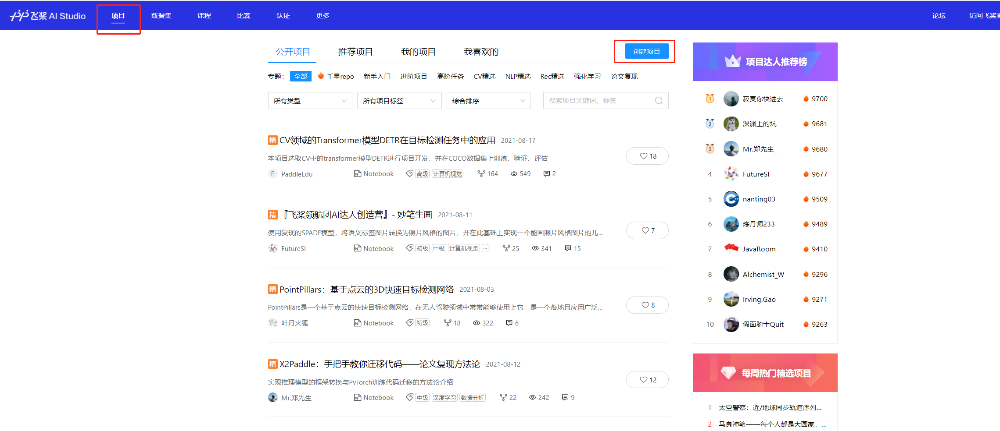 飞桨 AI Studio 项目 数据集 课程 比赛 认证 更多 论坛 访问飞桨官
公开项目 推荐项目 我的项目 我喜欢的 创建项目
专题： 全部 千星repo 新手入门 进阶项目 高阶任务 CV精选 NLP精选 Rec精选 强化学习 论文复现
所有类型 所有项目标签 综合排序 搜索项目关键词、标签
精 CV领域的Transformer模型DETR在目标检测任务中的应用 2021-08-17
本项目选取CV中的transformer模型DETR进行项目开发，并在COCO数据集上训练、验证、评估
18
P PaddleEdu Notebook 高级 计算机视觉 164 549 2
精 『飞桨领航团AI达人创造营』- 妙笔生画 2021-08-11
使用复现的SPADE模型，将语义标签图片转换为照片风格的图片，并在此基础上实现一个能画照片风格图片的儿...
7
FutureSI Notebook 初级 中级 计算机视觉 ... 25 341 15
精 PointPillars：基于点云的3D快速目标检测网络 2021-08-03
PointPillars是一个基于点云的快速目标检测网络，在无人驾驶领域中常常能够使用上它，是一个落地且应用广泛...
8
叶月火狐 Notebook 初级 18 322 6
精 X2Paddle：手把手教你迁移代码——论文复现方法论 2021-08-12
实现推理模型的框架转换与PyTorch训练代码迁移的方法论介绍
12
Mr.郑先生 Notebook 中级 深度学习 数据分析 22 242 9
项目达人推荐榜
1 寂寞你快进去 9700
2 深渊上的坑 9681
3 Mr.郑先生_ 9680
4 FutureSI 9677
5 nanting03 9509
6 炼丹师233 9489
7 JavaRoom 9410
8 Alchemist_W 9296
9 Irving.Gao 9271
10 假面骑士Quit 9263
每周热门精选项目
1 太空警察：近/地球同步轨道序列...
2 马良神笔——每个人都是大画家，...